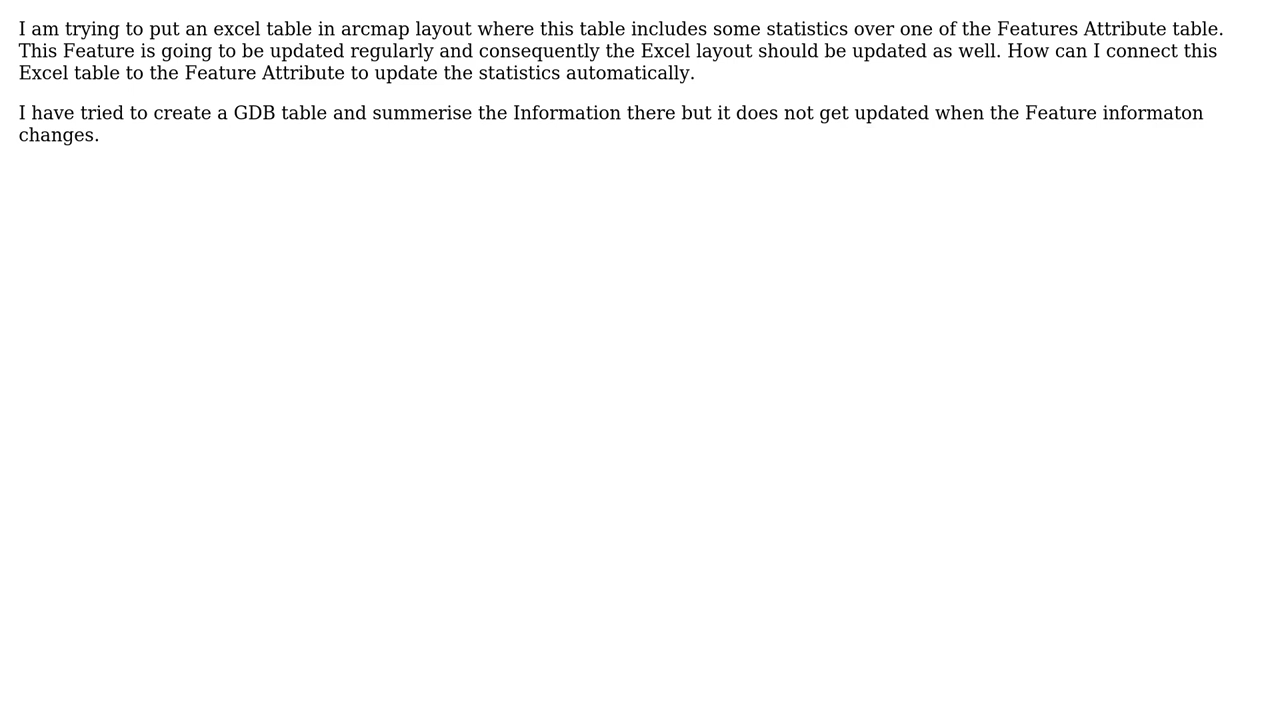 I am trying to put an excel table in arcmap layout where this table includes some statistics over one of the Features Attribute table.
This Feature is going to be updated regularly and consequently the Excel layout should be updated as well. How can I connect this
Excel table to the Feature Attribute to update the statistics automatically.
I have tried to create a GDB table and summerise the Information there but it does not get updated when the Feature informaton
changes.